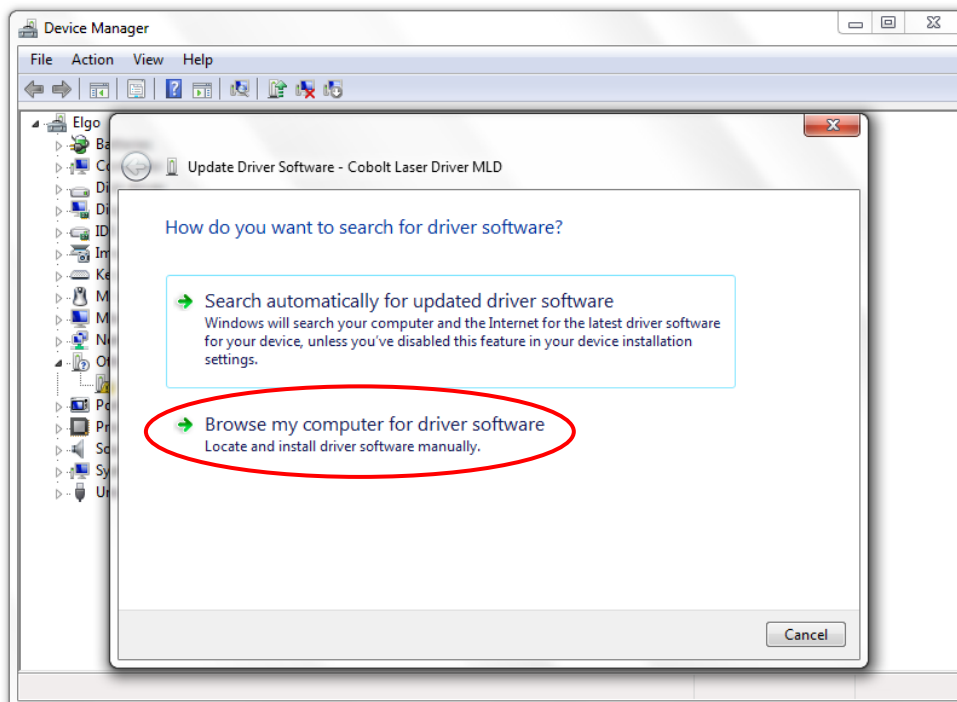 Device Manager
File Action View Help
Elgo
Update Driver Software - Cobolt Laser Driver MLD
How do you want to search for driver software?
Search automatically for updated driver software
Windows will search your computer and the Internet for the latest driver software
for your device, unless you've disabled this feature in your device installation
settings.
Browse my computer for driver software
Locate and install driver software manually.
Cancel